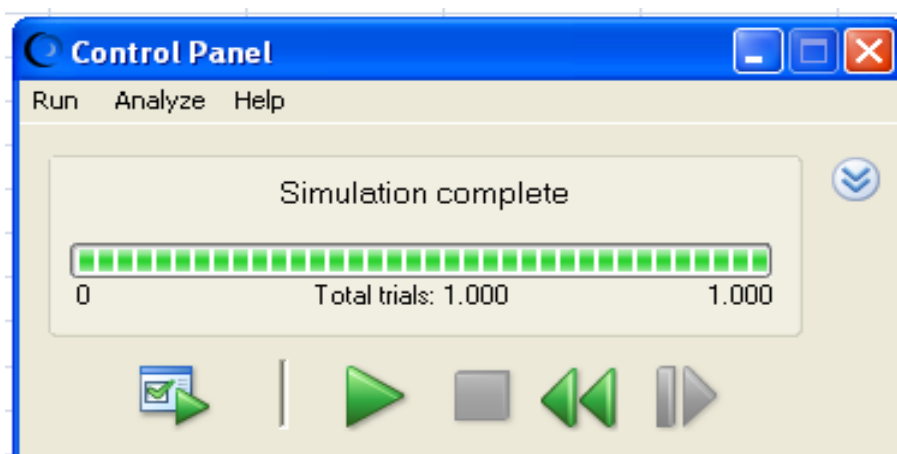 Control Panel
Run Analyze Help
Simulation complete
0 Total trials: 1.000 1.000